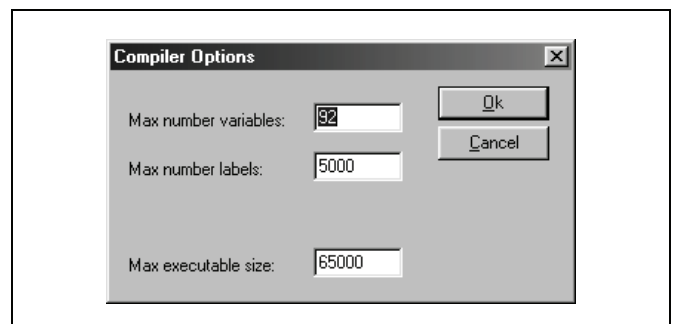 Compiler Options
Max number variables: 92
Ok
Cancel
Max number labels: 5000
Max executable size: 65000